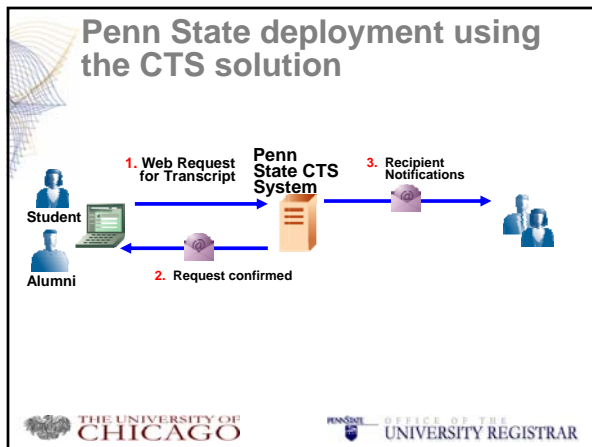 Penn State deployment using
the CTS solution
1. Web Request
for Transcript
Penn
State CTS
System
3. Recipient
Notifications
Student
Alumni
2. Request confirmed
@
@
THE UNIVERSITY OF
CHICAGO
PENNSTATE
OFFICE OF THE
UNIVERSITY REGISTRAR